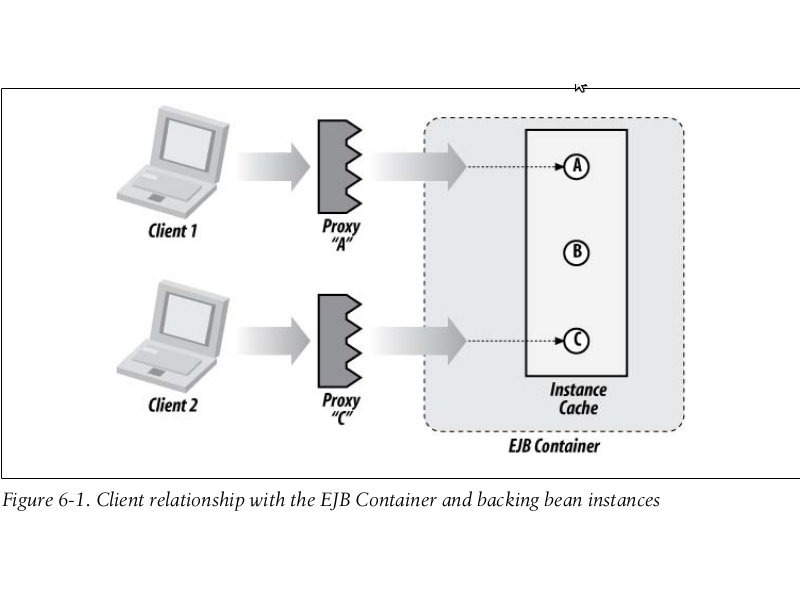 Client 1
Proxy
"A"
A
B
Client 2
Proxy
"C"
C
Instance
Cache
EJB Container
Figure 6-1. Client relationship with the EJB Container and backing bean instances